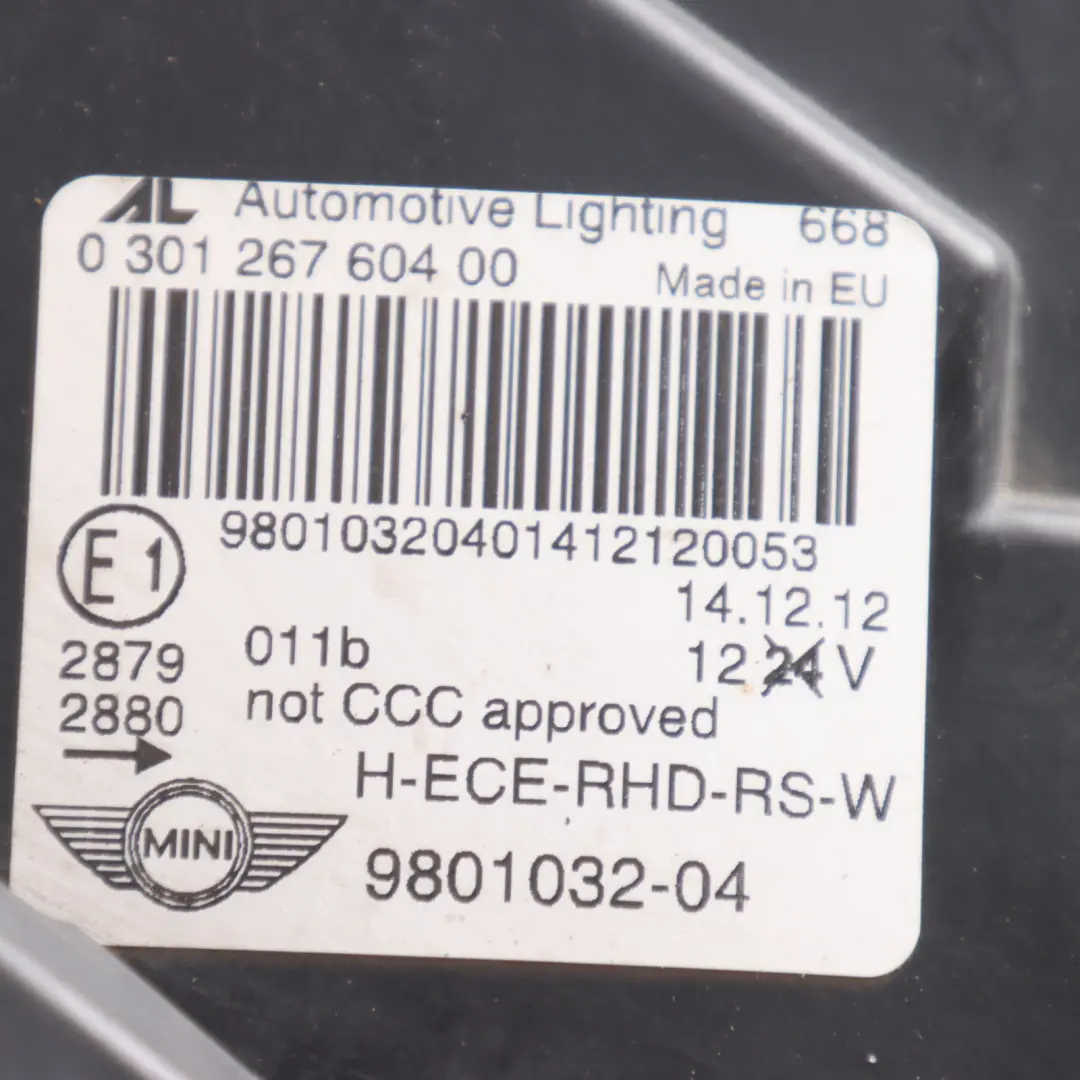 AL Automotive Lighting 668
0 301 267 604 00
Made in EU
98010320401412120053
E1
14.12.12
2879 011b
12 24 V
2880 not CCC approved
H-ECE-RHD-RS-W
MINI
9801032-04